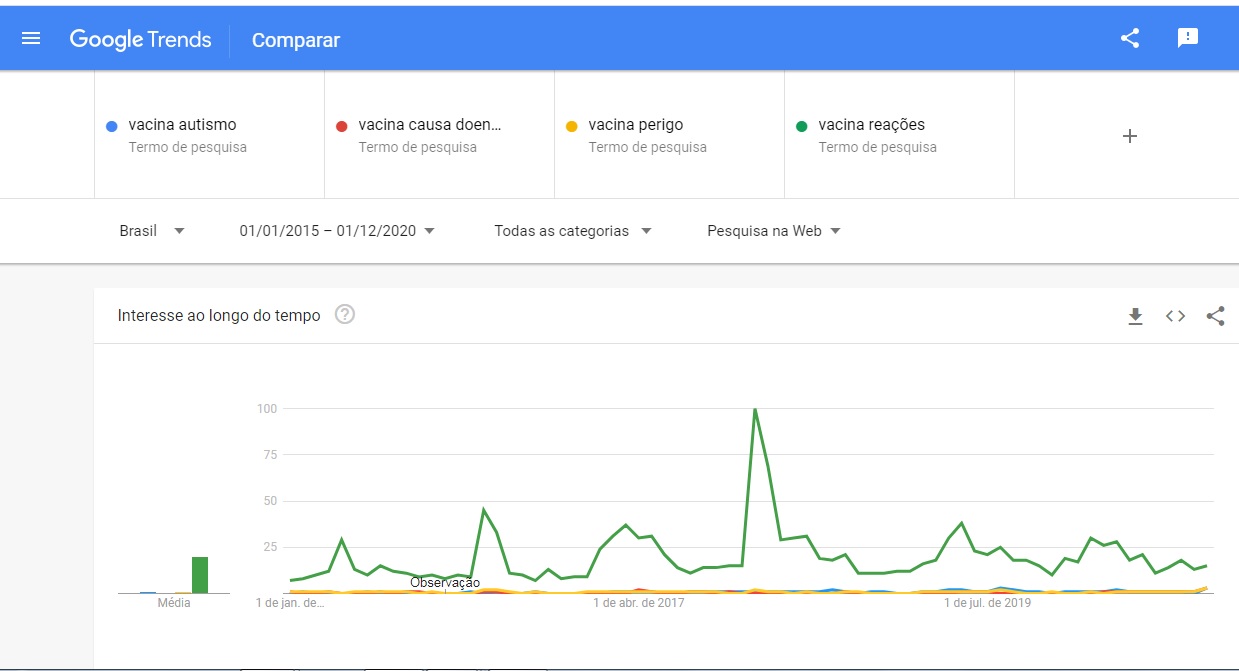 Google Trends Comparar
vacina autismo
Termo de pesquisa
vacina causa doen...
Termo de pesquisa
vacina perigo
Termo de pesquisa
vacina reações
Termo de pesquisa
Brasil 01/01/2015 – 01/12/2020 Todas as categorias Pesquisa na Web
Interesse ao longo do tempo
100
75
50
25
Observação
Média 1 de jan. de... 1 de abr. de 2017 1 de jul. de 2019